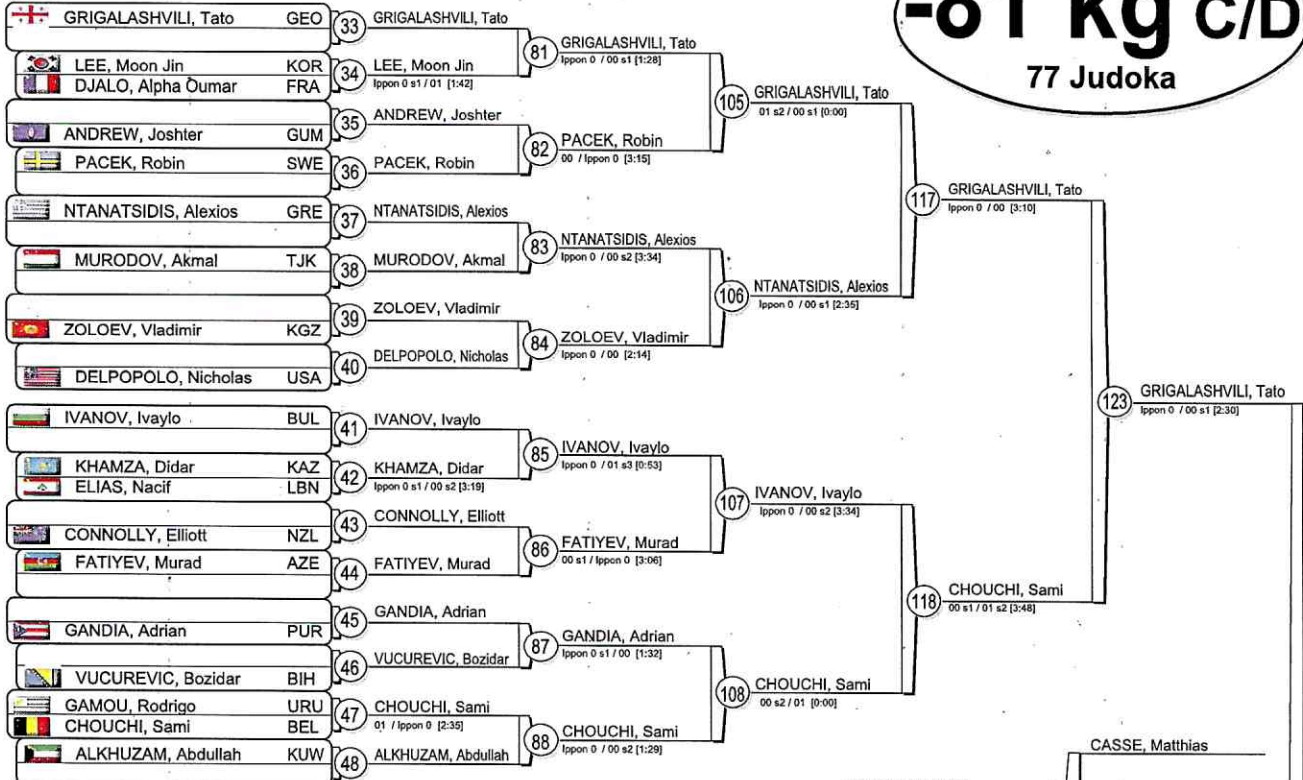 -81 kg C/D
77 Judoka
GRIGALASHVILI, Tato GEO
LEE, Moon Jin KOR
DJALO, Alpha Oumar FRA
ANDREW, Joshter GUM
PACEK, Robin SWE
NTANATSIDIS, Alexios GRE
MURODOV, Akmal TJK
ZOLOEV, Vladimir KGZ
DELPOPOLO, Nicholas USA
IVANOV, Ivaylo BUL
KHAMZA, Didar KAZ
ELIAS, Nacif LBN
CONNOLLY, Elliott NZL
FATIYEV, Murad AZE
GANDIA, Adrian PUR
VUCUREVIC, Bozidar BIH
GAMOU, Rodrigo URU
CHOUCHI, Sami BEL
ALKHUZAM, Abdullah KUW
33 GRIGALASHVILI, Tato
34 LEE, Moon Jin
Ippon 0 s1 / 01 [1:42]
35 ANDREW, Joshter
36 PACEK, Robin
37 NTANATSIDIS, Alexios
38 MURODOV, Akmal
39 ZOLOEV, Vladimir
40 DELPOPOLO, Nicholas
41 IVANOV, Ivaylo
42 KHAMZA, Didar
Ippon 0 s1 / 00 s2 [3:19]
43 CONNOLLY, Elliott
44 FATIYEV, Murad
45 GANDIA, Adrian
46 VUCUREVIC, Bozidar
47 CHOUCHI, Sami
01 / Ippon 0 [2:35]
48 ALKHUZAM, Abdullah
81 GRIGALASHVILI, Tato
Ippon 0 / 00 s1 [1:28]
82 PACEK, Robin
00 / Ippon 0 [3:15]
83 NTANATSIDIS, Alexios
Ippon 0 / 00 s2 [3:34]
84 ZOLOEV, Vladimir
Ippon 0 / 00 [2:14]
85 IVANOV, Ivaylo
Ippon 0 / 01 s3 [0:53]
86 FATIYEV, Murad
00 s1 / Ippon 0 [3:06]
87 GANDIA, Adrian
Ippon 0 s1 / 00 [1:32]
88 CHOUCHI, Sami
Ippon 0 / 00 s2 [1:29]
105 GRIGALASHVILI, Tato
01 s2 / 00 s1 [0:00]
106 NTANATSIDIS, Alexios
Ippon 0 / 00 s1 [2:35]
107 IVANOV, Ivaylo
Ippon 0 / 00 s2 [3:34]
108 CHOUCHI, Sami
00 s2 / 01 [0:00]
117 GRIGALASHVILI, Tato
Ippon 0 / 00 [3:10]
118 CHOUCHI, Sami
00 s1 / 01 s2 [3:48]
123 GRIGALASHVILI, Tato
Ippon 0 / 00 s1 [2:30]
CASSE, Matthias